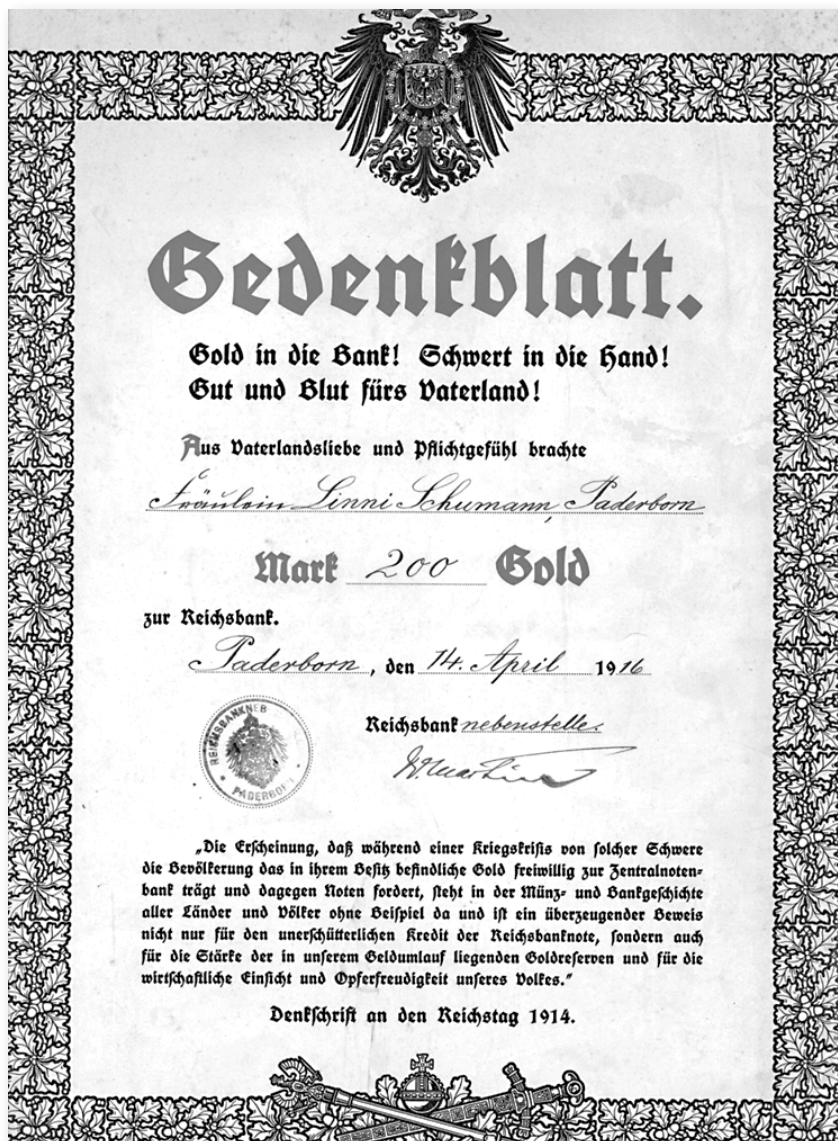 Gedenkblatt.
Gold in die Bank! Schwert in die Hand!
Gut und Blut fürs Vaterland!
Aus Vaterlandsliebe und Pflichtgefühl brachte
Fräulein Linni Schumann, Paderborn
Mark 200 Gold
zur Reichsbank.
Paderborn, den 14. April 1916
REICHSBANKNEB
PADERBORN
Reichsbanknebenstelle.
W. Martin
„Die Erscheinung, daß während einer Kriegskrisis von solcher Schwere
die Bevölkerung das in ihrem Besitz befindliche Gold freiwillig zur Zentralnoten-
bank trägt und dagegen Noten fordert, steht in der Münz- und Bankgeschichte
aller Länder und Völker ohne Beispiel da und ist ein überzeugender Beweis
nicht nur für den unerschütterlichen Kredit der Reichsbanknote, sondern auch
für die Stärke der in unserem Geldumlauf liegenden Goldreserven und für die
wirtschaftliche Einsicht und Opferfreudigkeit unseres Volkes."
Denkschrift an den Reichstag 1914.